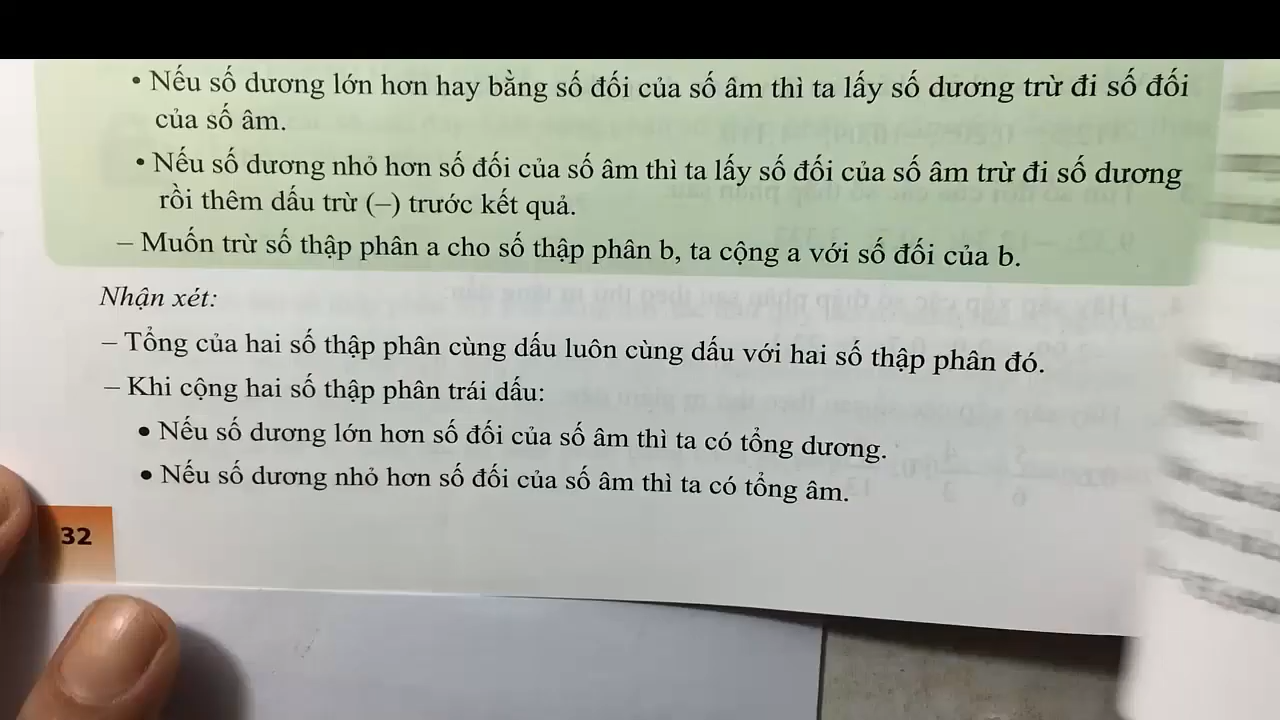 • Nếu số dương lớn hơn hay bằng số đối của số âm thì ta lấy số dương trừ đi số đối
của số âm.
• Nếu số dương nhỏ hơn số đối của số âm thì ta lấy số đối của số âm trừ đi số dương
rồi thêm dấu trừ (–) trước kết quả.
– Muốn trừ số thập phân a cho số thập phân b, ta cộng a với số đối của b.
Nhận xét:
– Tổng của hai số thập phân cùng dấu luôn cùng dấu với hai số thập phân đó.
– Khi cộng hai số thập phân trái dấu:
• Nếu số dương lớn hơn số đối của số âm thì ta có tổng dương.
• Nếu số dương nhỏ hơn số đối của số âm thì ta có tổng âm.
32